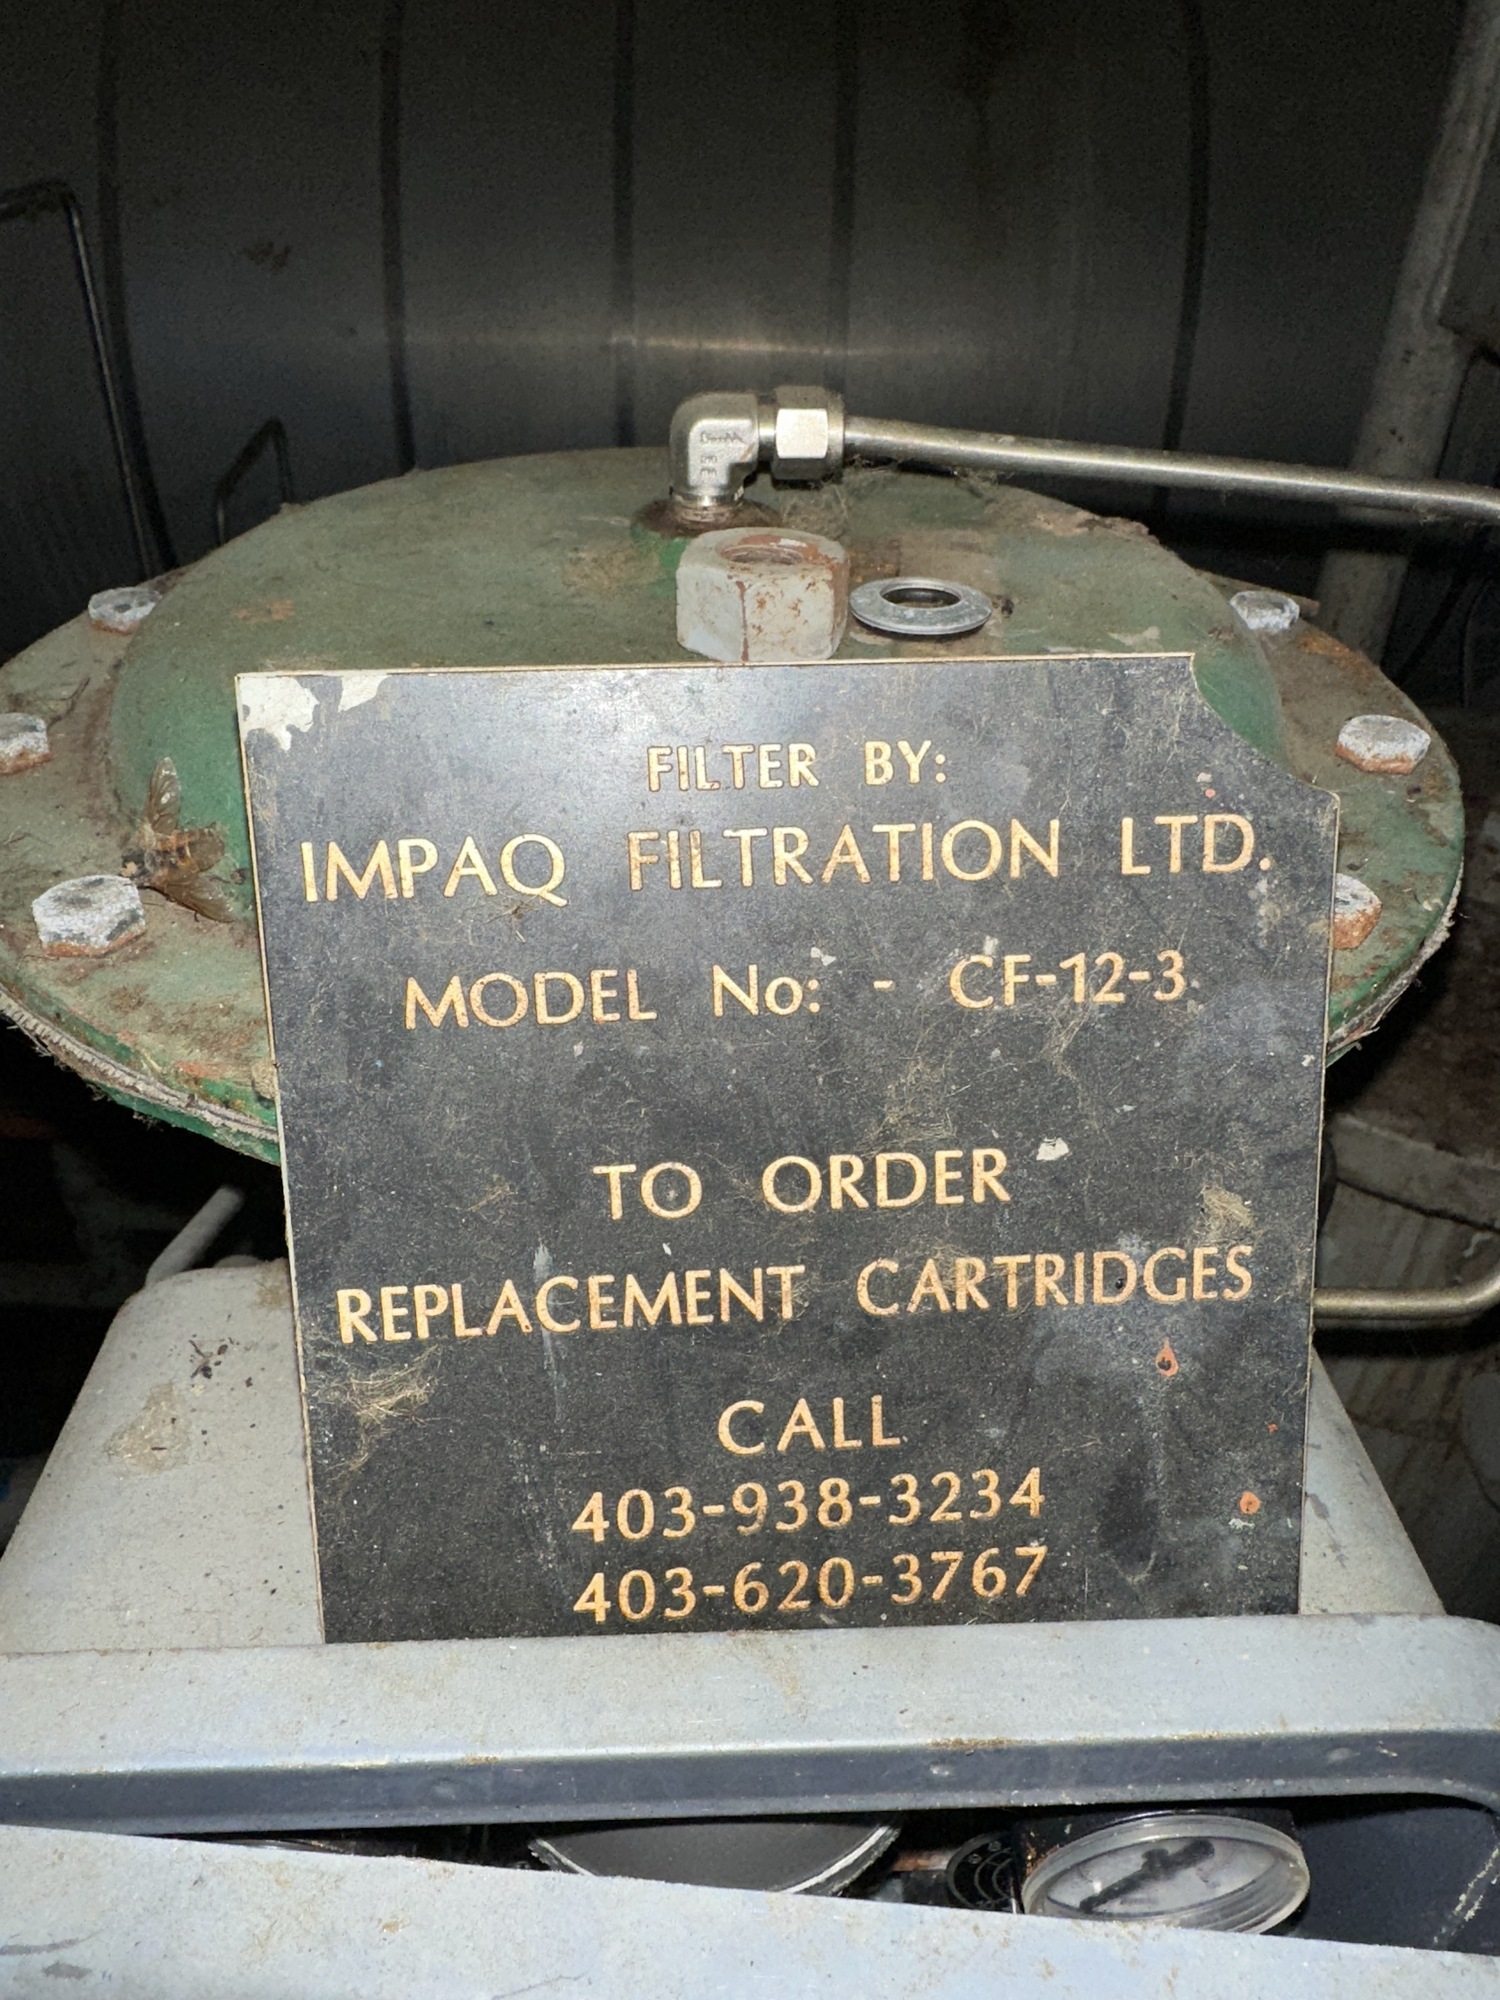 FILTER BY:
IMPAQ FILTRATION LTD.
MODEL No: - CF-12-3
TO ORDER
REPLACEMENT CARTRIDGES
CALL
403-938-3234
403-620-3767